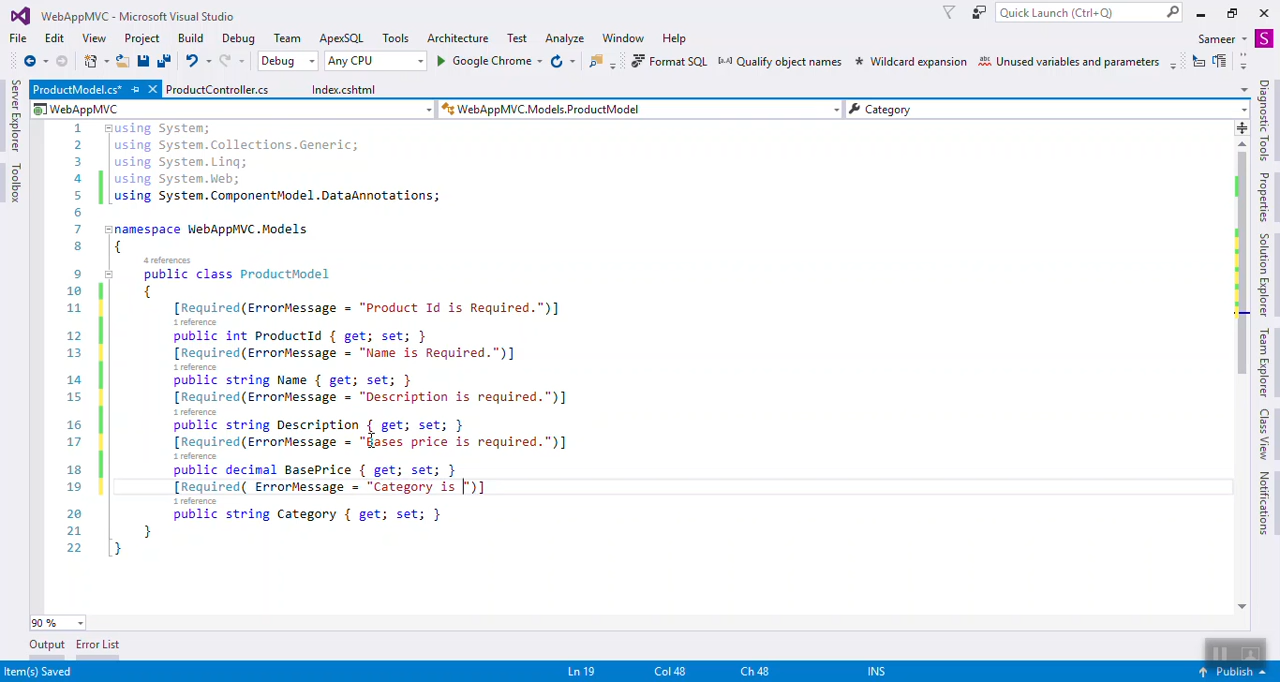 WebAppMVC - Microsoft Visual Studio
Quick Launch (Ctrl+Q)
File Edit View Project Build Debug Team ApexSQL Tools Architecture Test Analyze Window Help
Sameer S
Debug Any CPU Google Chrome Format SQL Qualify object names Wildcard expansion Unused variables and parameters
ProductModel.cs* ProductController.cs Index.cshtml
WebAppMVC WebAppMVC.Models.ProductModel Category
Server Explorer
Toolbox
1 using System;
2 using System.Collections.Generic;
3 using System.Linq;
4 using System.Web;
5 using System.ComponentModel.DataAnnotations;
6
7 namespace WebAppMVC.Models
8 {
4 references
9 public class ProductModel
10 {
11 [Required(ErrorMessage = "Product Id is Required.")]
1 reference
12 public int ProductId { get; set; }
13 [Required(ErrorMessage = "Name is Required.")]
1 reference
14 public string Name { get; set; }
15 [Required(ErrorMessage = "Description is required.")]
1 reference
16 public string Description { get; set; }
17 [Required(ErrorMessage = "Bases price is required.")]
1 reference
18 public decimal BasePrice { get; set; }
19 [Required( ErrorMessage = "Category is ")]
1 reference
20 public string Category { get; set; }
21 }
22 }
Diagnostic Tools
Properties
Solution Explorer
Team Explorer
Class View
Notifications
90 %
Output Error List
Item(s) Saved Ln 19 Col 48 Ch 48 INS Publish